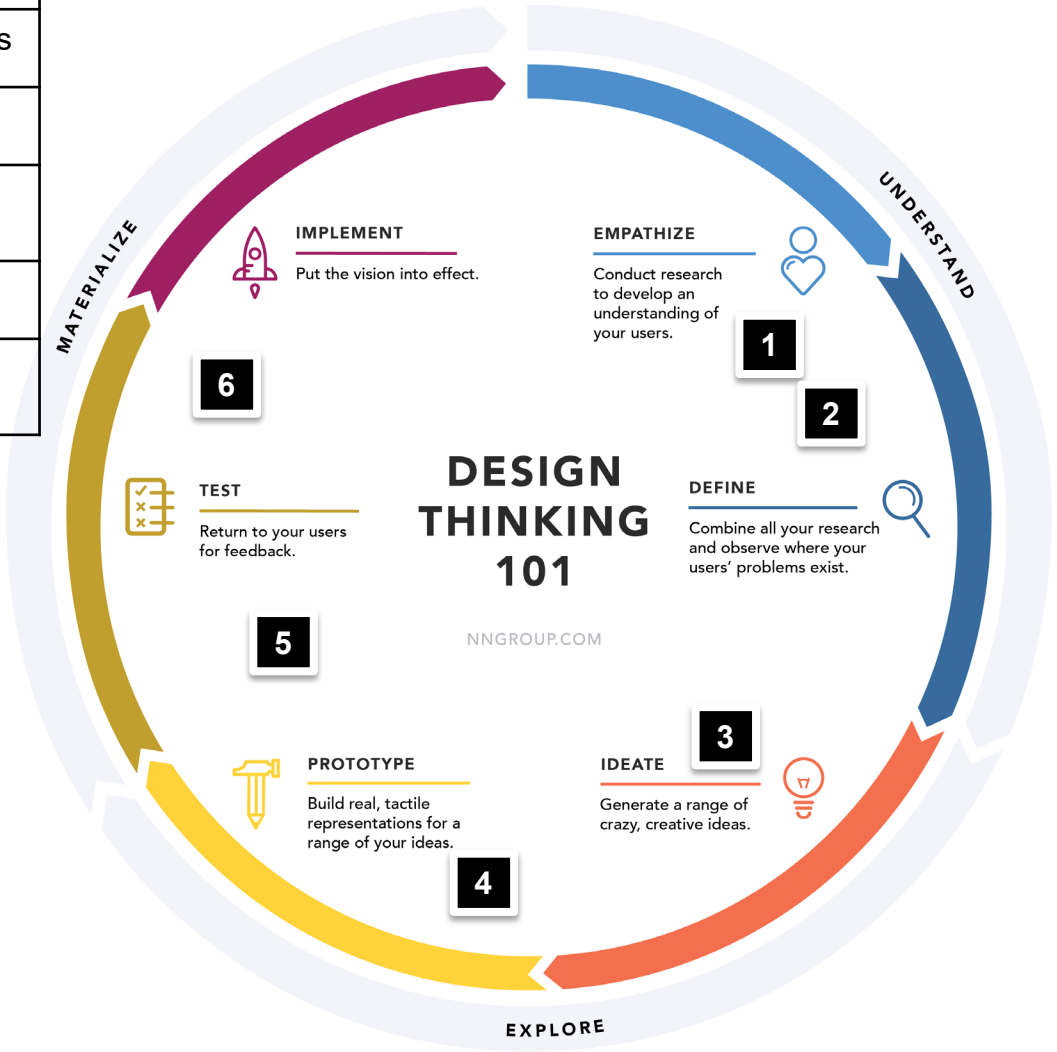 S
MATERIALIZE
UNDERSTAND
IMPLEMENT
Put the vision into effect.
EMPATHIZE
Conduct research
to develop an
understanding of
your users.
1
6
2
DESIGN
THINKING
101
NNGROUP.COM
TEST
Return to your users
for feedback.
DEFINE
Combine all your research
and observe where your
users’ problems exist.
5
3
PROTOTYPE
Build real, tactile
representations for a
range of your ideas.
IDEATE
Generate a range of
crazy, creative ideas.
4
EXPLORE